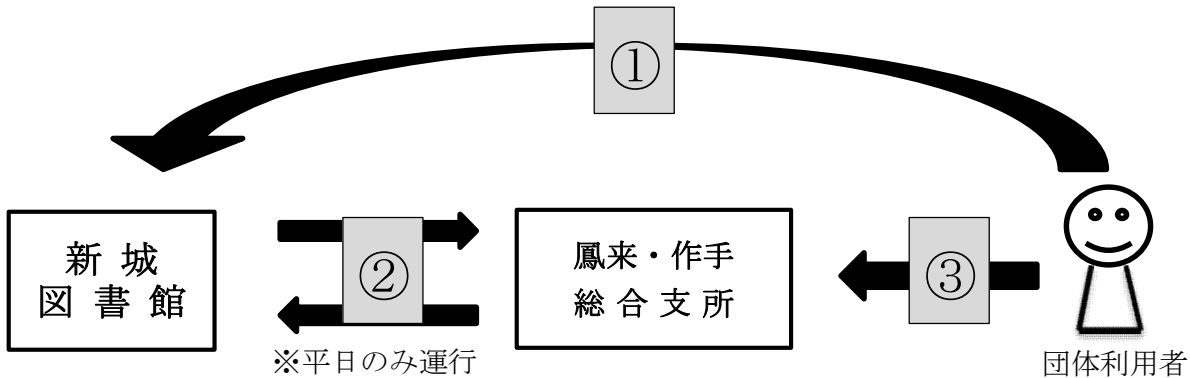 ①
新城
図書館
②
※平日のみ運行
鳳来・作手
総合支所
③
団体利用者